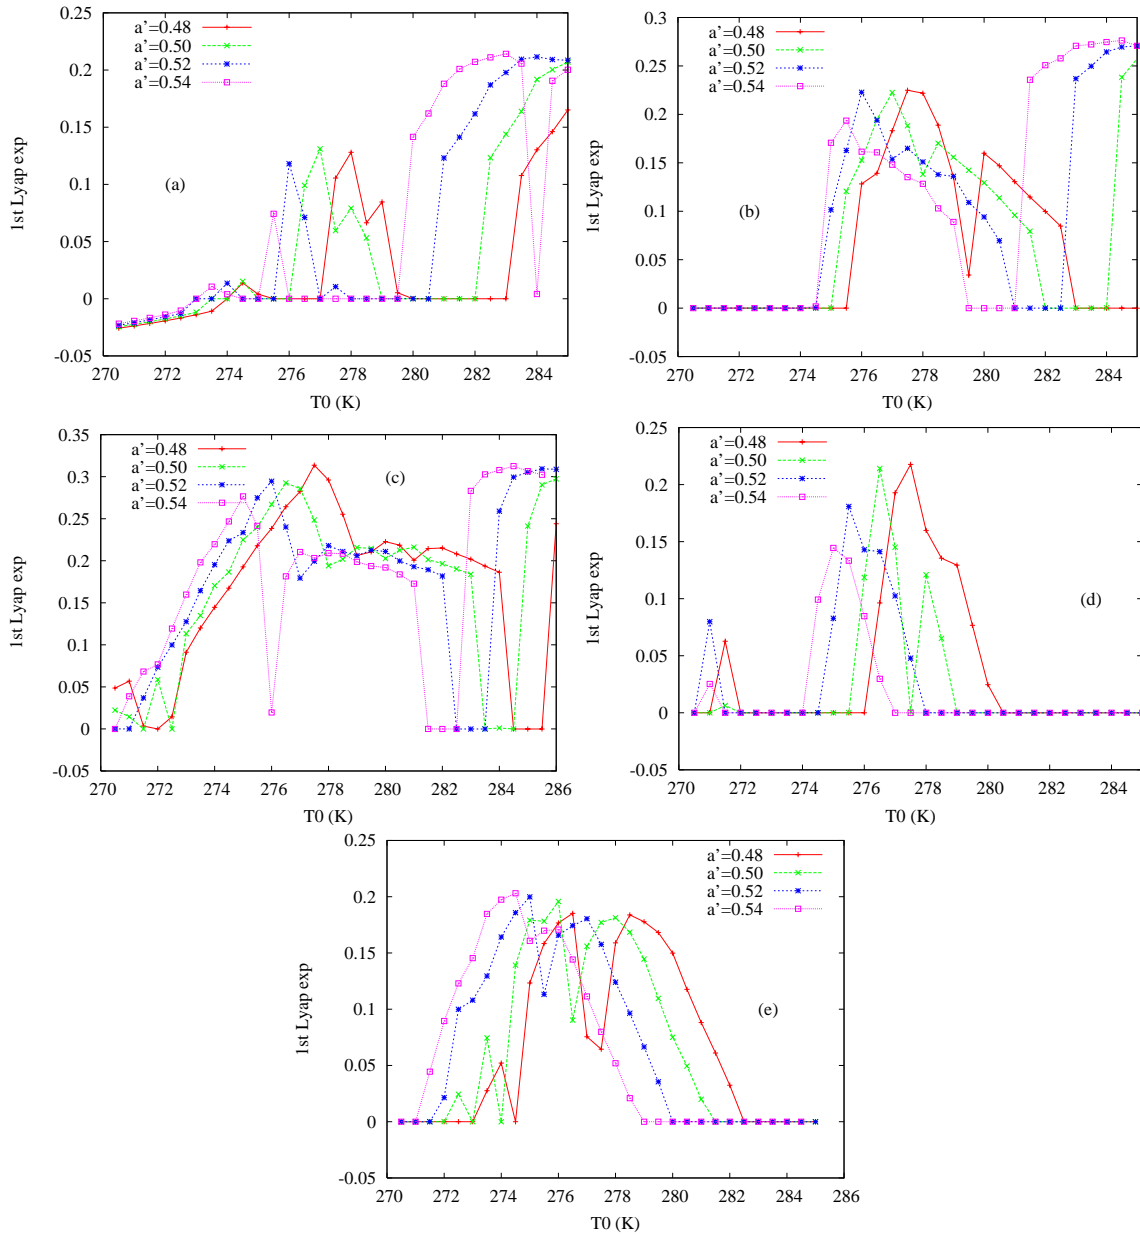 0.25
0.2
0.15
0.1
0.05
0
-0.05
1st Lyap exp
a'=0.48
a'=0.50
a'=0.52
a'=0.54
(a)
270 272 274 276 278 280 282 284
T0 (K)
0.3
0.25
0.2
0.15
0.1
0.05
0
-0.05
1st Lyap exp
a'=0.48
a'=0.50
a'=0.52
a'=0.54
(b)
270 272 274 276 278 280 282 284
T0 (K)
0.35
0.3
0.25
0.2
0.15
0.1
0.05
0
-0.05
1st Lyap exp
a'=0.48
a'=0.50
a'=0.52
a'=0.54
(c)
270 272 274 276 278 280 282 284 286
T0 (K)
0.25
0.2
0.15
0.1
0.05
0
-0.05
1st Lyap exp
a'=0.48
a'=0.50
a'=0.52
a'=0.54
(d)
270 272 274 276 278 280 282 284
T0 (K)
0.25
0.2
0.15
0.1
0.05
0
-0.05
1st Lyap exp
a'=0.48
a'=0.50
a'=0.52
a'=0.54
(e)
270 272 274 276 278 280 282 284 286
T0 (K)